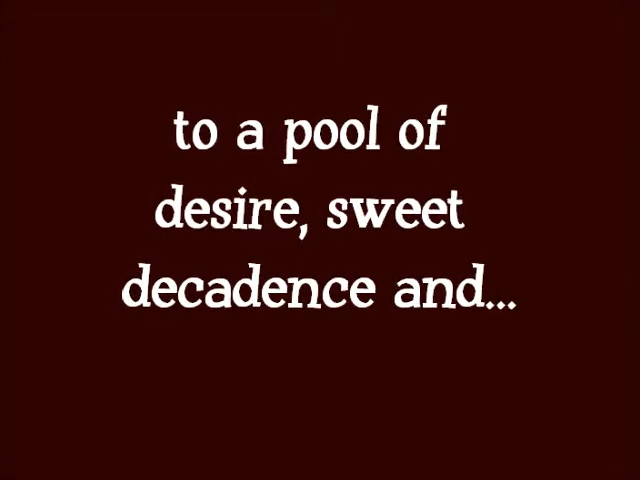 to a pool of
desire, sweet
decadence and...